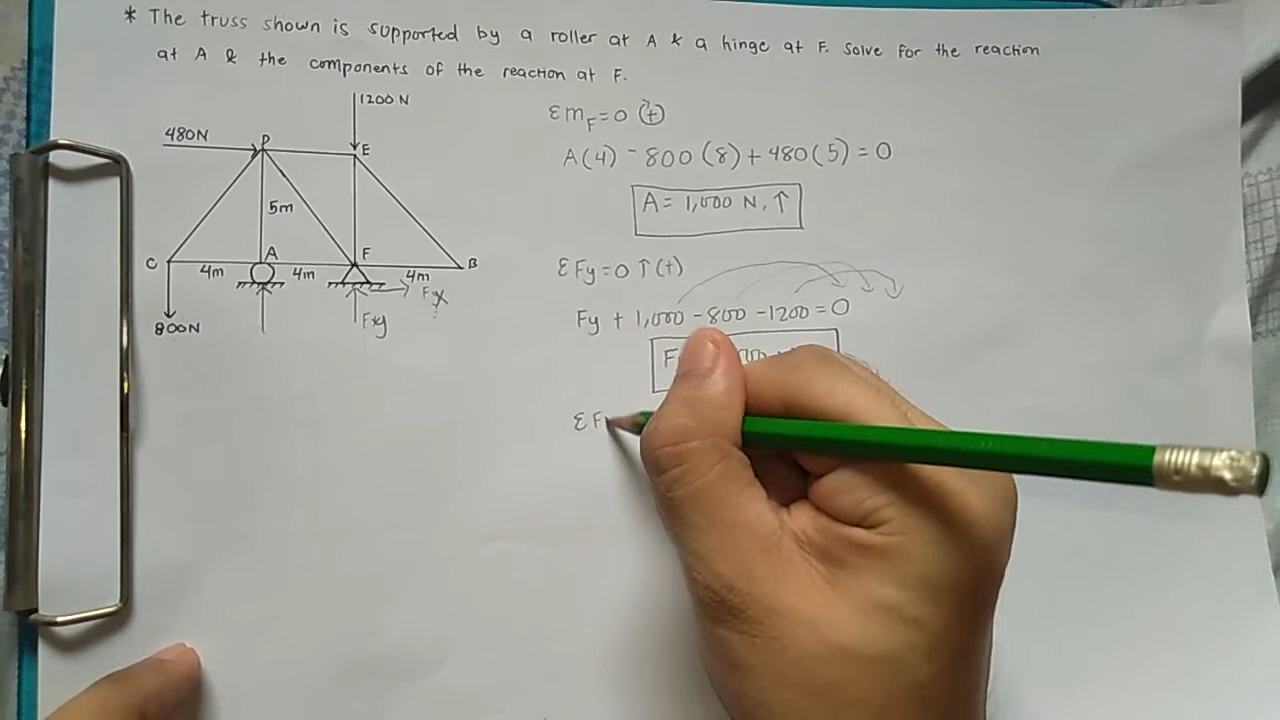 * The truss shown is supported by a roller at A & a hinge at F. Solve for the reaction
at A & the components of the reaction at F.
1200 N
480N
D
E
5m
C
A
F
B
4m
4m
4m
Fx
800N
Fy
ΣmF=0 (+)
A(4) - 800(8) + 480(5) = 0
A = 1,000 N, ↑
ΣFy=0 ↑(+)
Fy + 1,000 - 800 - 1200 = 0
ΣF